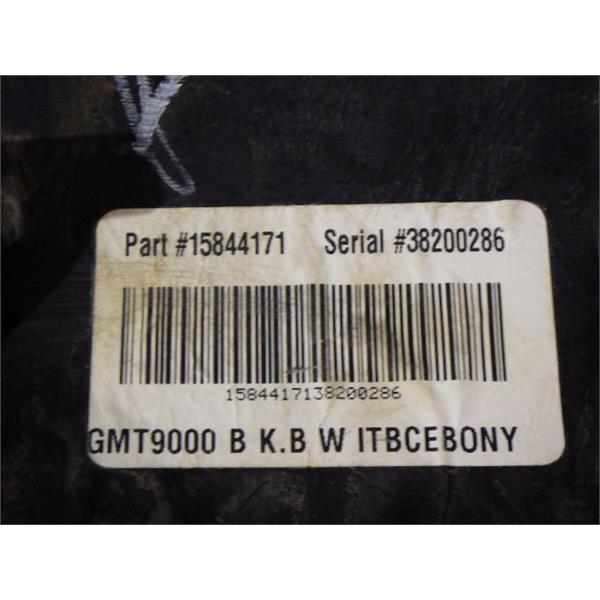 Part #15844171 Serial #38200286
1584417138200286
GMT9000 B K.B W ITBCEBONY